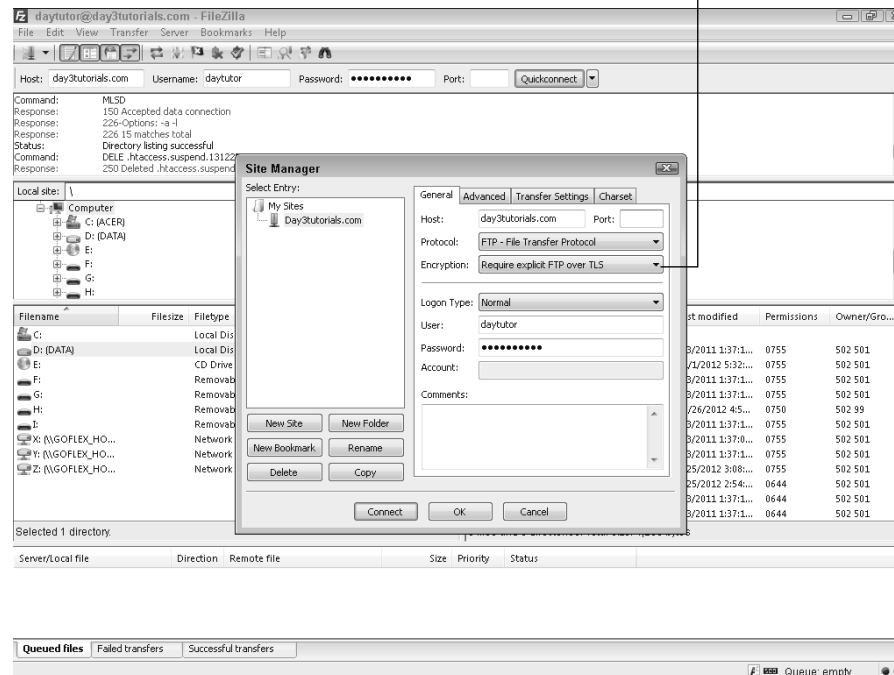 daytutor@day3tutorials.com - FileZilla
File Edit View Transfer Server Bookmarks Help
Host: day3tutorials.com Username: daytutor Password: ●●●●●●●●●● Port: Quickconnect
Command: MLSD
Response: 150 Accepted data connection
Response: 226-Options: -a -l
Response: 226 15 matches total
Status: Directory listing successful
Command: DELE .htaccess.suspend.13122
Response: 250 Deleted .htaccess.suspend
Local site: \
Computer
C: (ACER)
D: (DATA)
E:
F:
G:
H:
Site Manager
Select Entry:
My Sites
Day3tutorials.com
New Site New Folder
New Bookmark Rename
Delete Copy
General Advanced Transfer Settings Charset
Host: day3tutorials.com Port:
Protocol: FTP - File Transfer Protocol
Encryption: Require explicit FTP over TLS
Logon Type: Normal
User: daytutor
Password: ●●●●●●●●●●
Account:
Comments:
Connect OK Cancel
Filename Filesize Filetype
C: Local Dis
D: (DATA) Local Dis
E: CD Drive
F: Removab
G: Removab
H: Removab
I: Removab
X: (\\GOFLEX_HO... Network
Y: (\\GOFLEX_HO... Network
Z: (\\GOFLEX_HO... Network
Selected 1 directory.
st modified Permissions Owner/Gro...
3/2011 1:37:1... 0755 502 501
/1/2012 5:32:... 0755 502 501
3/2011 1:37:1... 0755 502 501
3/2011 1:37:1... 0755 502 501
/26/2012 4:5... 0750 502 99
3/2011 1:37:1... 0755 502 501
3/2011 1:37:0... 0755 502 501
3/2011 1:37:1... 0755 502 501
25/2012 3:08:... 0755 502 501
25/2012 2:54:... 0644 502 501
3/2011 1:37:1... 0644 502 501
3/2011 1:37:1... 0644 502 501
Server/Local file Direction Remote file Size Priority Status
Queued files Failed transfers Successful transfers
Queue: empty